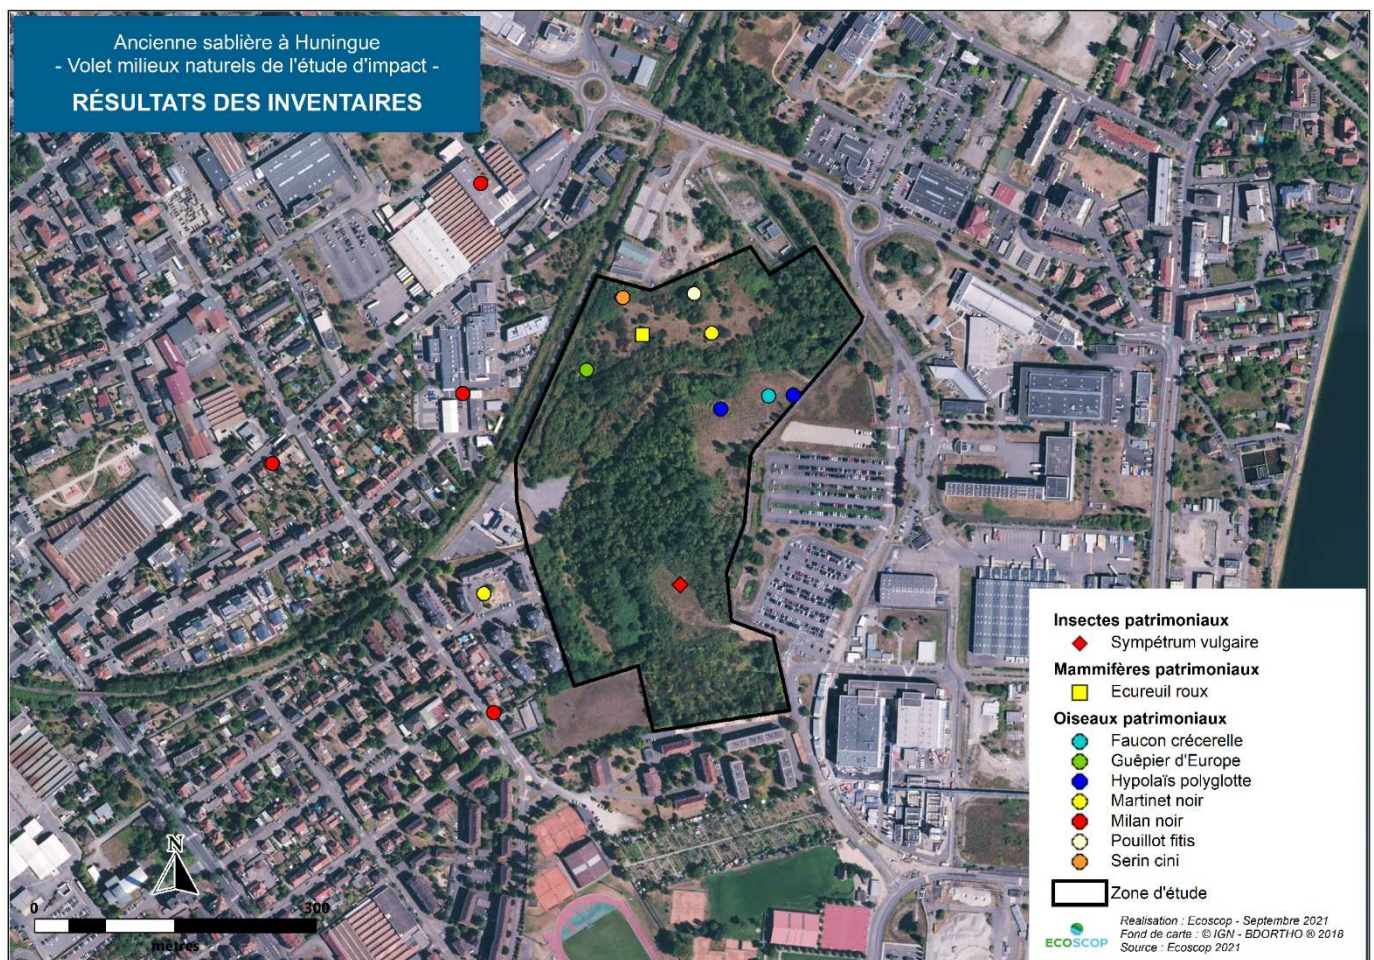 Ancienne sablière à Huningue
- Volet milieux naturels de l'étude d'impact -
RÉSULTATS DES INVENTAIRES
Insectes patrimoniaux
Sympétrum vulgaire
Mammifères patrimoniaux
Ecureuil roux
Oiseaux patrimoniaux
Faucon crécerelle
Guêpier d'Europe
Hypolaïs polyglotte
Martinet noir
Milan noir
Pouillot fitis
Serin cini
Zone d'étude
N
0 300
mètres
ECOSCOP
Realisation : Ecoscop - Septembre 2021
Fond de carte : © IGN - BDORTHO ® 2018
Source : Ecoscop 2021